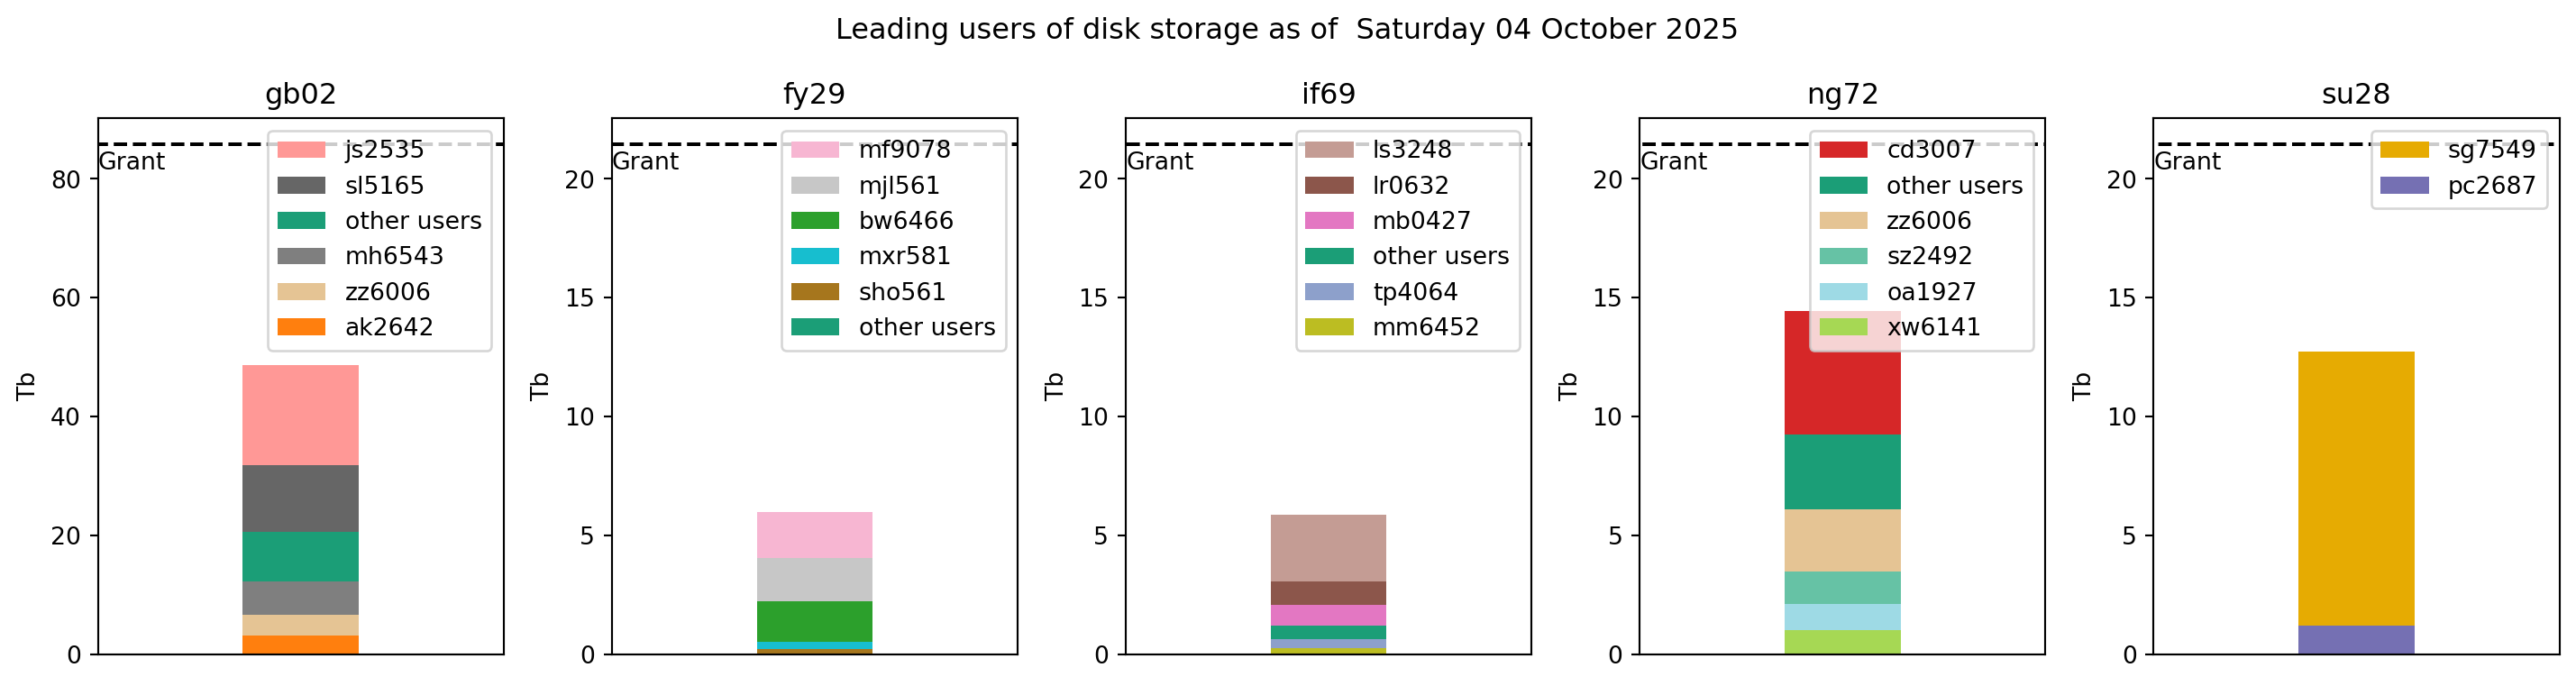 Leading users of disk storage as of  Saturday 04 October 2025
gb02
Grant
js2535
sl5165
other users
mh6543
zz6006
ak2642
80
60
40
20
0
Tb
fy29
Grant
mf9078
mjl561
bw6466
mxr581
sho561
other users
20
15
10
5
0
Tb
if69
Grant
ls3248
lr0632
mb0427
other users
tp4064
mm6452
20
15
10
5
0
Tb
ng72
Grant
cd3007
other users
zz6006
sz2492
oa1927
xw6141
20
15
10
5
0
Tb
su28
Grant
sg7549
pc2687
20
15
10
5
0
Tb